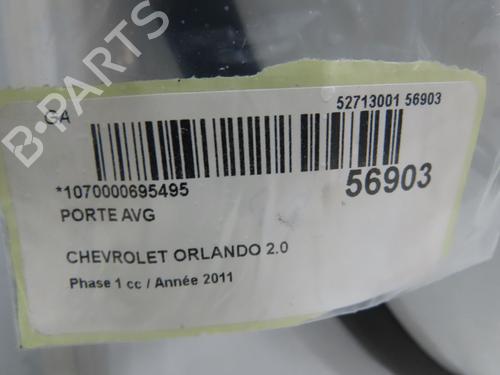 GA
52713001 56903
*1070000695495
56903
PORTE AVG
CHEVROLET ORLANDO 2.0
Phase 1 cc / Année 2011
B-PARTS